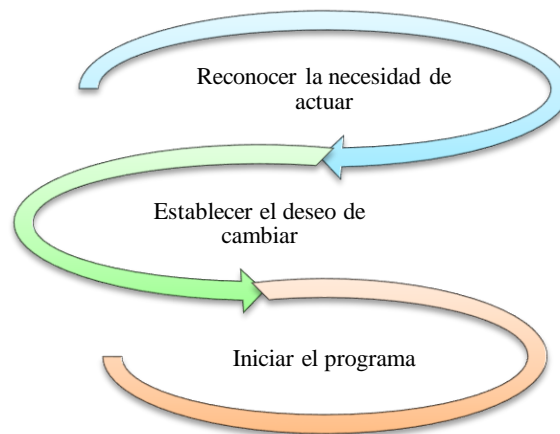 Reconocer la necesidad de
actuar
Establecer el deseo de
cambiar
Iniciar el programa